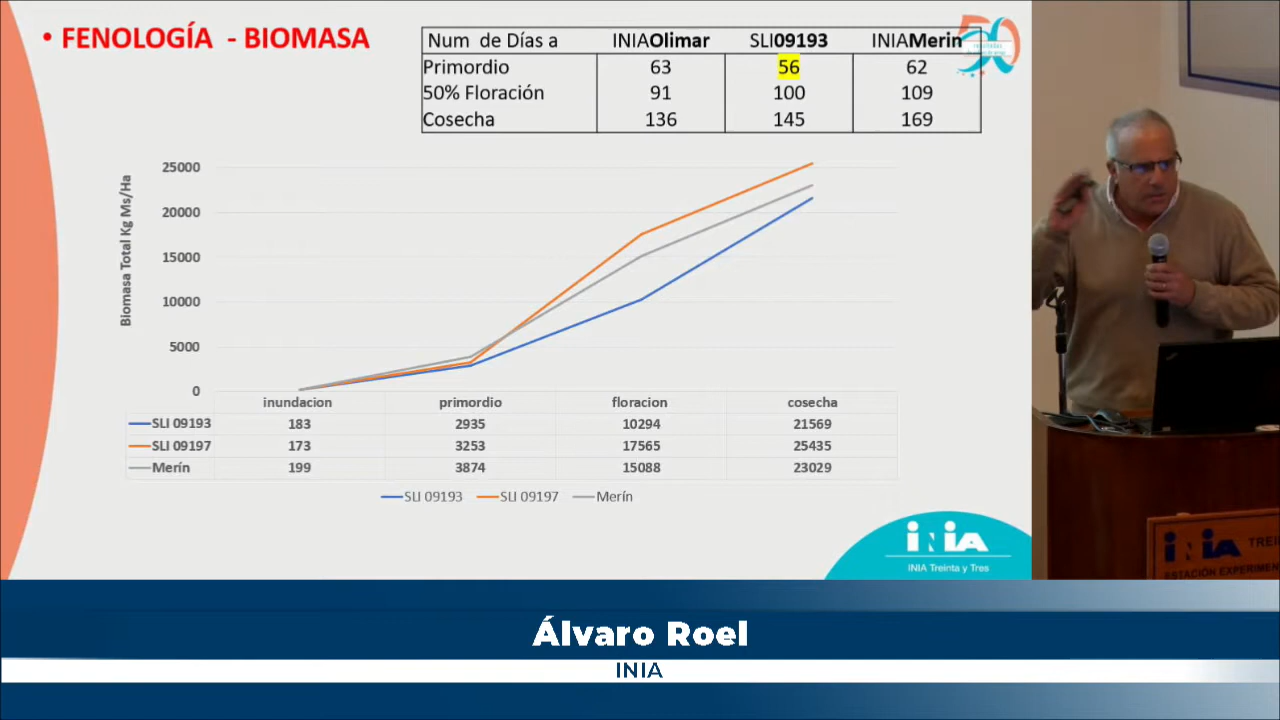 • FENOLOGÍA - BIOMASA
Num de Días a INIAOlimar SLI09193 INIAMerin
Primordio 63 56 62
50% Floración 91 100 109
Cosecha 136 145 169
50
Biomasa Total Kg Ms/Ha
25000
20000
15000
10000
5000
0
inundacion primordio floracion cosecha
SLI 09193 183 2935 10294 21569
SLI 09197 173 3253 17565 25435
Merín 199 3874 15088 23029
SLI 09193 SLI 09197 Merín
INIA
INIA Treinta y Tres
INIA TREI
ESTACIÓN EXPERIMEN
Álvaro Roel
INIA